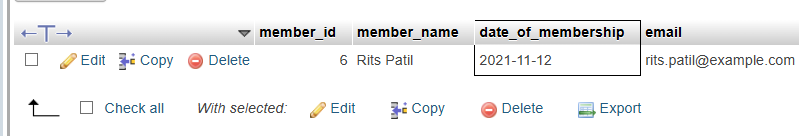 member_id member_name date_of_membership email
Edit Copy Delete 6 Rits Patil 2021-11-12 rits.patil@example.com
Check all With selected: Edit Copy Delete Export